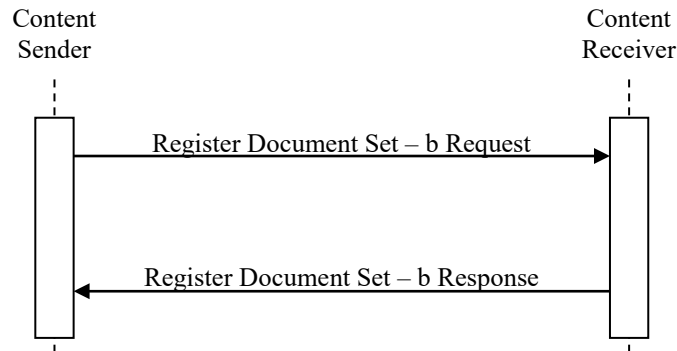 Content
Sender
Content
Receiver
Register Document Set – b Request
Register Document Set – b Response